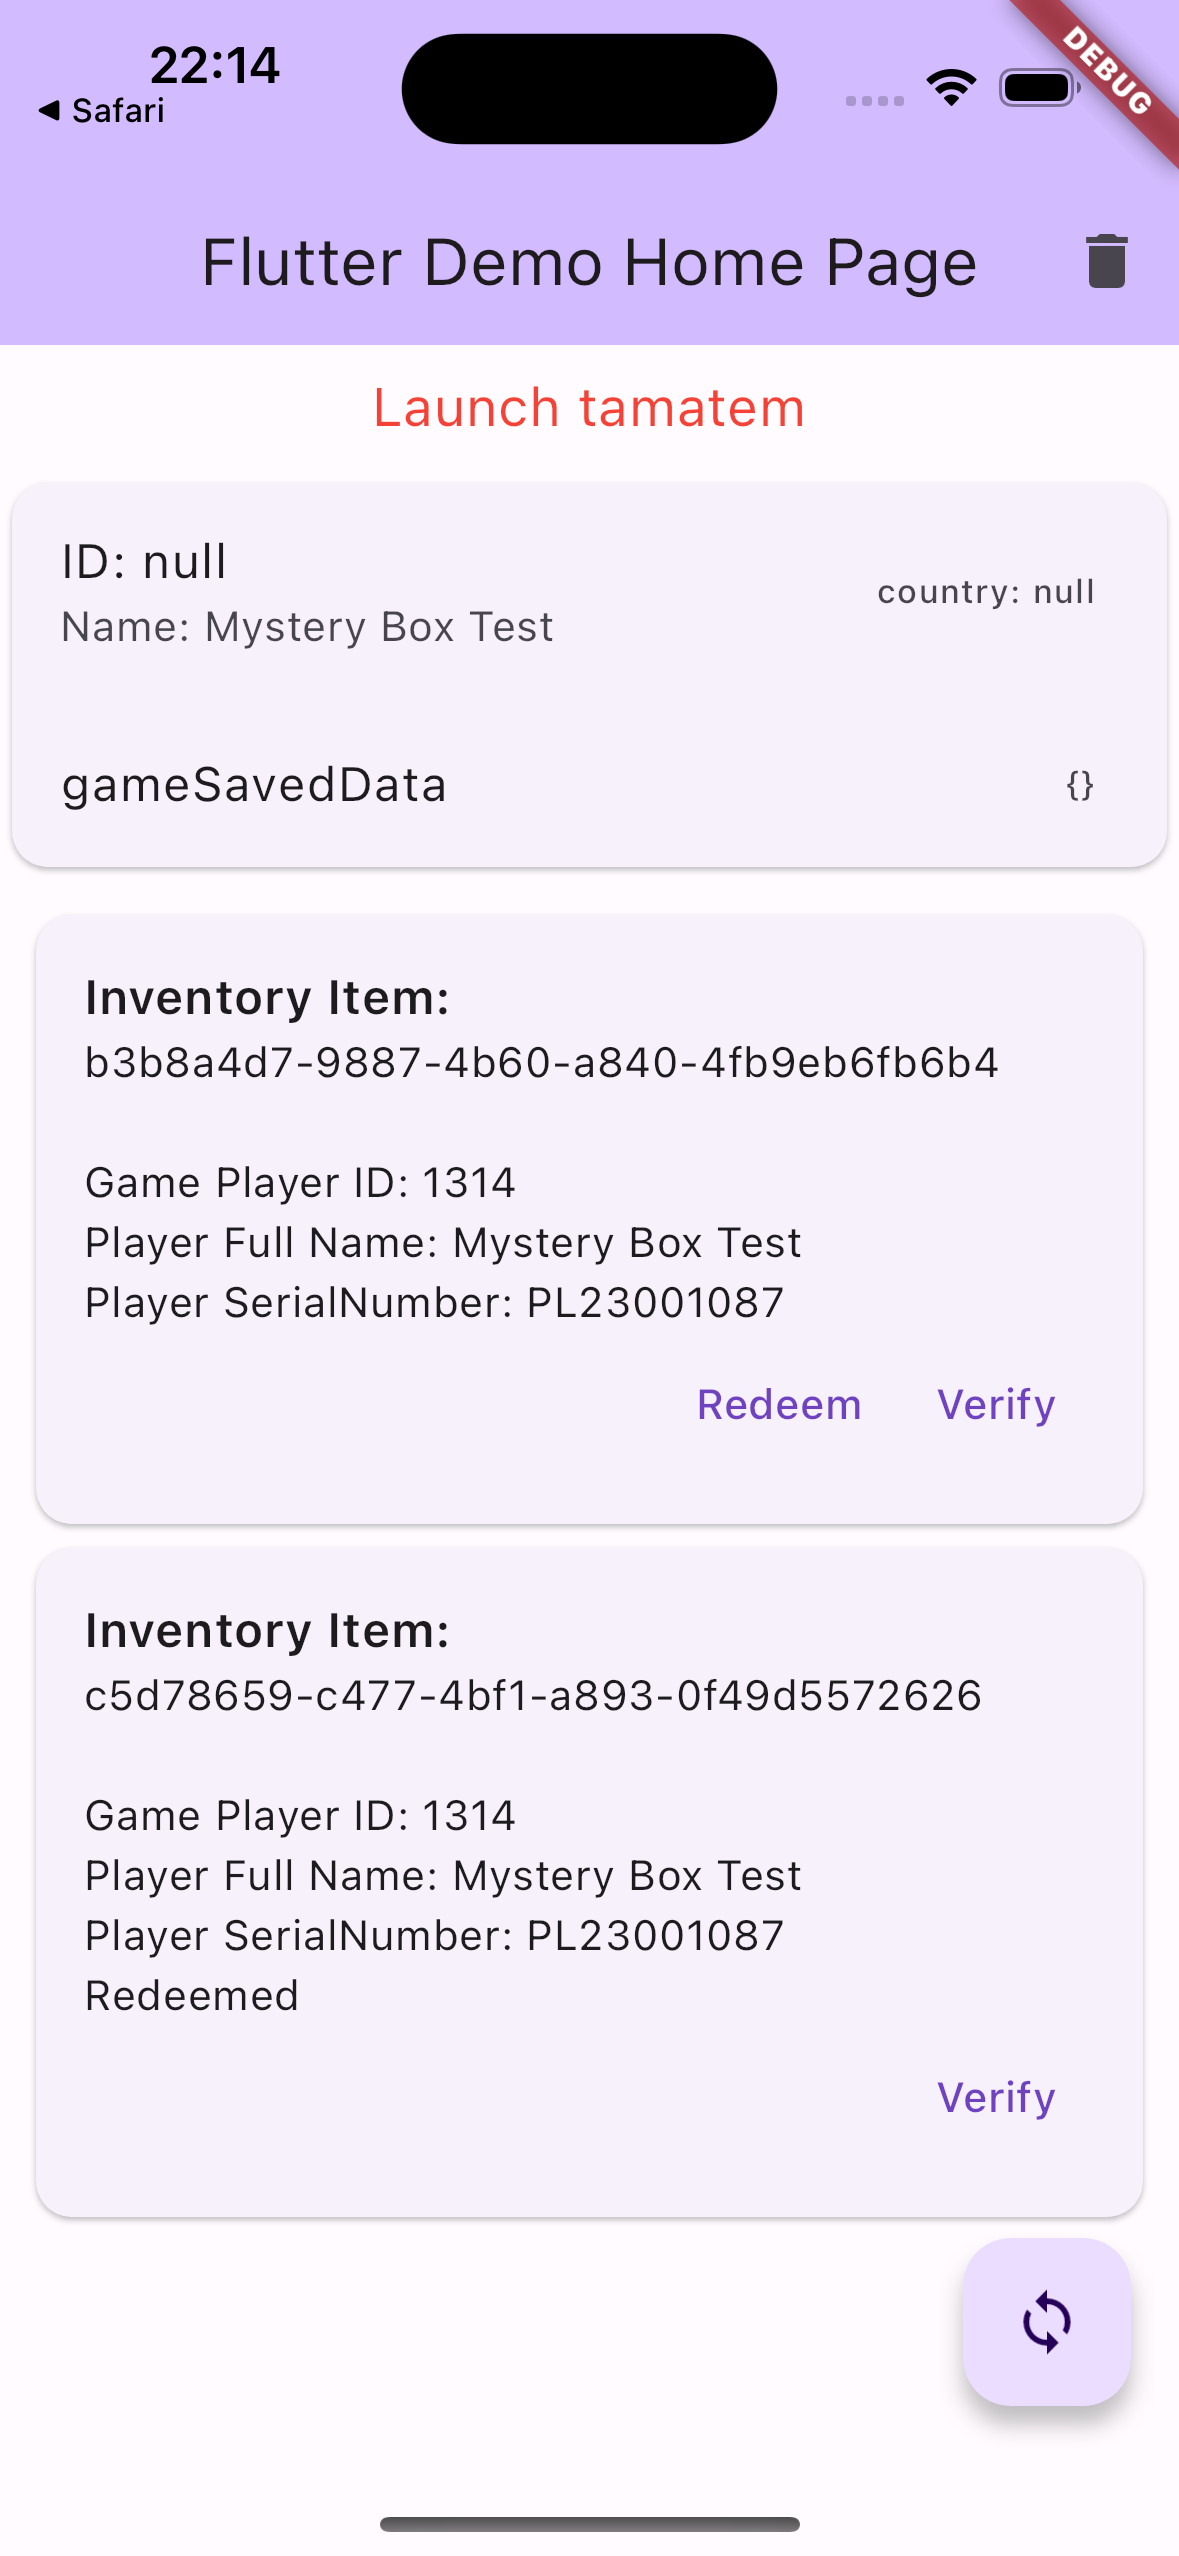 22:14
Safari
DEBUG
Flutter Demo Home Page
Launch tamatem
ID: null
Name: Mystery Box Test
country: null
gameSavedData
{}
Inventory Item:
b3b8a4d7-9887-4b60-a840-4fb9eb6fb6b4
Game Player ID: 1314
Player Full Name: Mystery Box Test
Player SerialNumber: PL23001087
Redeem Verify
Inventory Item:
c5d78659-c477-4bf1-a893-0f49d5572626
Game Player ID: 1314
Player Full Name: Mystery Box Test
Player SerialNumber: PL23001087
Redeemed
Verify